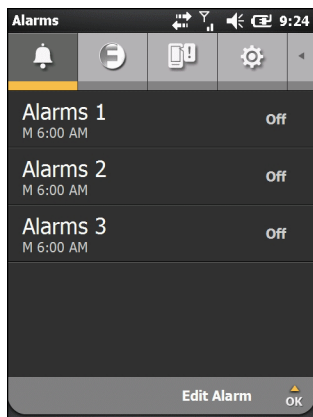 Alarms 9:24
Alarms 1 Off
M 6:00 AM
Alarms 2 Off
M 6:00 AM
Alarms 3 Off
M 6:00 AM
Edit Alarm OK